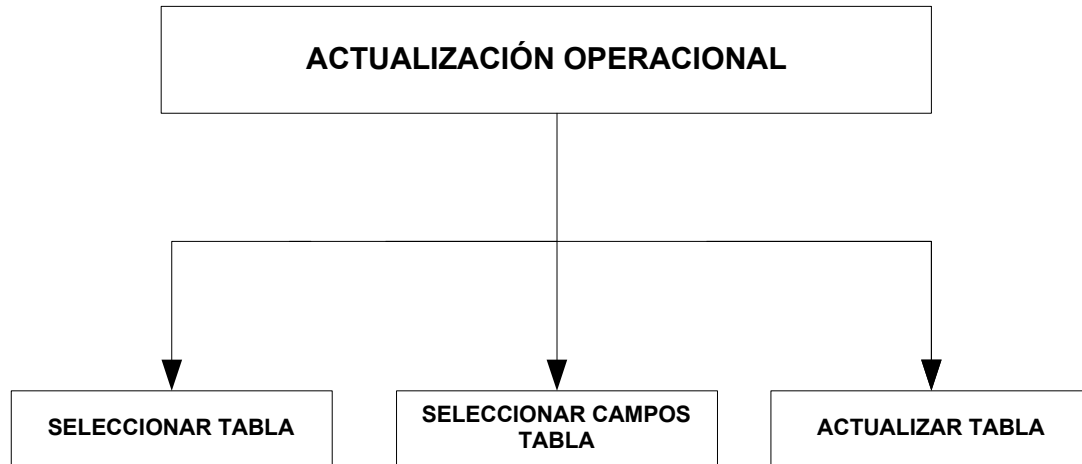 ACTUALIZACIÓN OPERACIONAL
SELECCIONAR TABLA
SELECCIONAR CAMPOS
TABLA
ACTUALIZAR TABLA